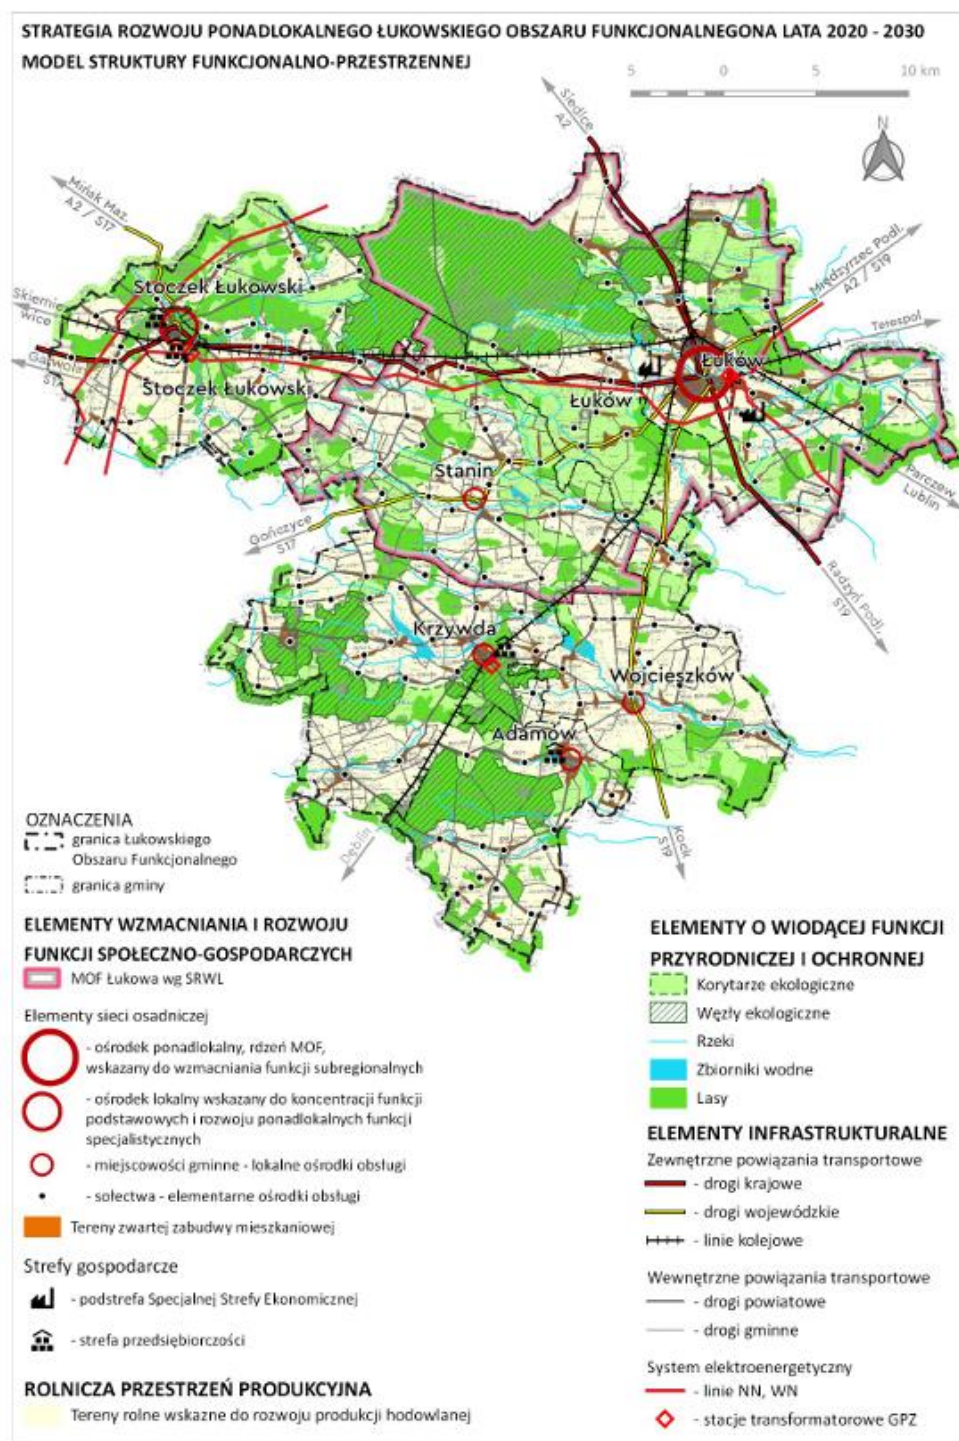 STRATEGIA ROZWOJU PONADLOKALNEGO ŁUKOWSKIEGO OBSZARU FUNKCJONALNEGONA LATA 2020 - 2030
MODEL STRUKTURY FUNKCJONALNO-PRZESTRZENNEJ
5 0 5 10 km
N
Siedlce
A2
Mińsk Maz.
A2 / S17
Międzyrzec Podl.
A2 / S19
Skiernie
wice
Stoczek Łukowski
Terespol
Łuków
Stoczek Łukowski
Łuków
Stanin
Parczew
Lublin
Gończyce
S17
Radzyń Podl.
S19
Krzywda
Wojcieszków
Adamów
Dęblin
Kock
S19
OZNACZENIA
granica Łukowskiego
Obszaru Funkcjonalnego
granica gminy
ELEMENTY WZMACNIANIA I ROZWOJU
FUNKCJI SPOŁECZNO-GOSPODARCZYCH
MOF Łukowa wg SRWL
Elementy sieci osadniczej
- ośrodek ponadlokalny, rdzeń MOF,
wskazany do wzmacniania funkcji subregionalnych
- ośrodek lokalny wskazany do koncentracji funkcji
podstawowych i rozwoju ponadlokalnych funkcji
specjalistycznych
- miejscowości gminne - lokalne ośrodki obsługi
- sołectwa - elementarne ośrodki obsługi
Tereny zwartej zabudwy mieszkaniowej
Strefy gospodarcze
- podstrefa Specjalnej Strefy Ekonomicznej
- strefa przedsiębiorczości
ROLNICZA PRZESTRZEŃ PRODUKCYJNA
Tereny rolne wskazne do rozwoju produkcji hodowlanej
ELEMENTY O WIODĄCEJ FUNKCJI
PRZYRODNICZEJ I OCHRONNEJ
Korytarze ekologiczne
Węzły ekologiczne
Rzeki
Zbiorniki wodne
Lasy
ELEMENTY INFRASTRUKTURALNE
Zewnętrzne powiązania transportowe
- drogi krajowe
- drogi wojewódzkie
- linie kolejowe
Wewnętrzne powiązania transportowe
- drogi powiatowe
- drogi gminne
System elektroenergetyczny
- linie NN, WN
- stacje transformatorowe GPZ